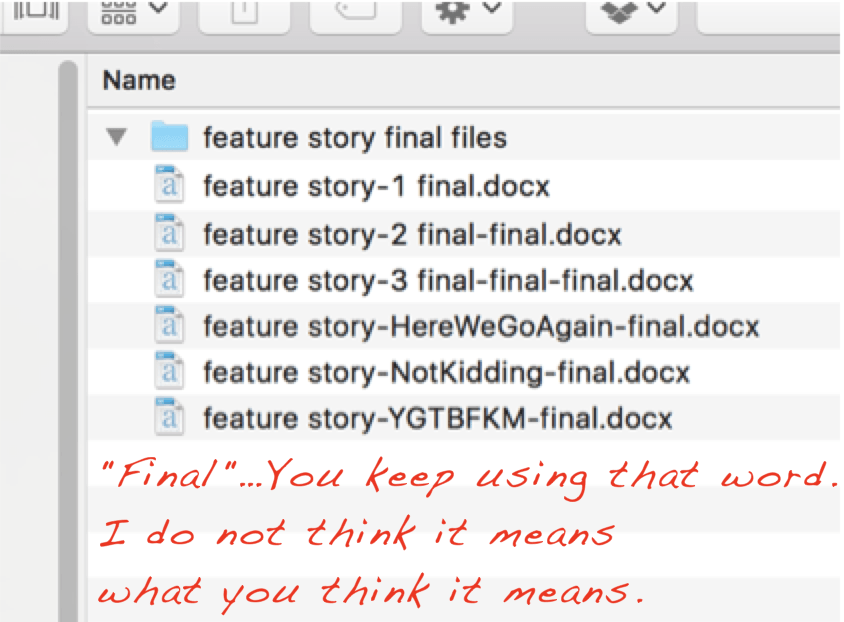 Name
feature story final files
feature story-1 final.docx
feature story-2 final-final.docx
feature story-3 final-final-final.docx
feature story-HereWeGoAgain-final.docx
feature story-NotKidding-final.docx
feature story-YGTBFKM-final.docx
"Final"...You keep using that word.
I do not think it means
what you think it means.